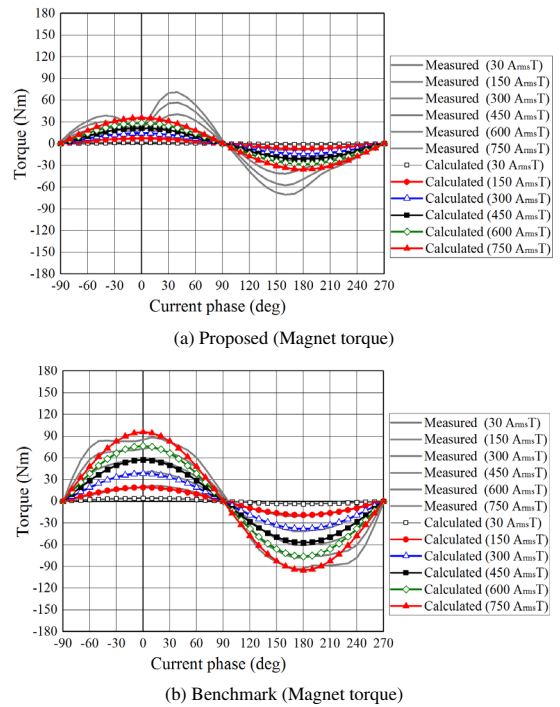 180
150
120
90
60
30
0
-30
-60
-90
-120
-150
-180
Torque (Nm)
-90 -60 -30 0 30 60 90 120 150 180 210 240 270
Current phase (deg)
Measured (30 ArmsT)
Measured (150 ArmsT)
Measured (300 ArmsT)
Measured (450 ArmsT)
Measured (600 ArmsT)
Measured (750 ArmsT)
Calculated (30 ArmsT)
Calculated (150 ArmsT)
Calculated (300 ArmsT)
Calculated (450 ArmsT)
Calculated (600 ArmsT)
Calculated (750 ArmsT)
(a) Proposed (Magnet torque)
180
150
120
90
60
30
0
-30
-60
-90
-120
-150
-180
Torque (Nm)
-90 -60 -30 0 30 60 90 120 150 180 210 240 270
Current phase (deg)
Measured (30 ArmsT)
Measured (150 ArmsT)
Measured (300 ArmsT)
Measured (450 ArmsT)
Measured (600 ArmsT)
Measured (750 ArmsT)
Calculated (30 ArmsT)
Calculated (150 ArmsT)
Calculated (300 ArmsT)
Calculated (450 ArmsT)
Calculated (600 ArmsT)
Calculated (750 ArmsT)
(b) Benchmark (Magnet torque)